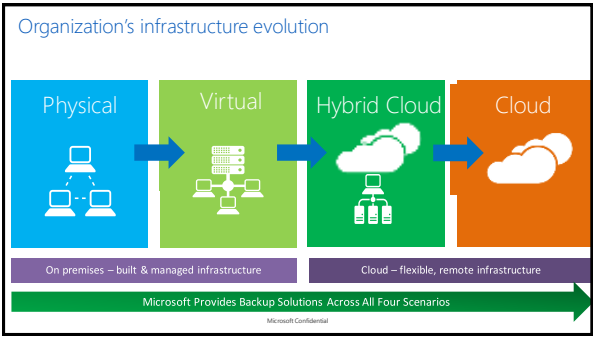 Organization's infrastructure evolution
Physical
Virtual
Hybrid Cloud
Cloud
On premises – built & managed infrastructure
Cloud – flexible, remote infrastructure
Microsoft Provides Backup Solutions Across All Four Scenarios
Microsoft Confidential